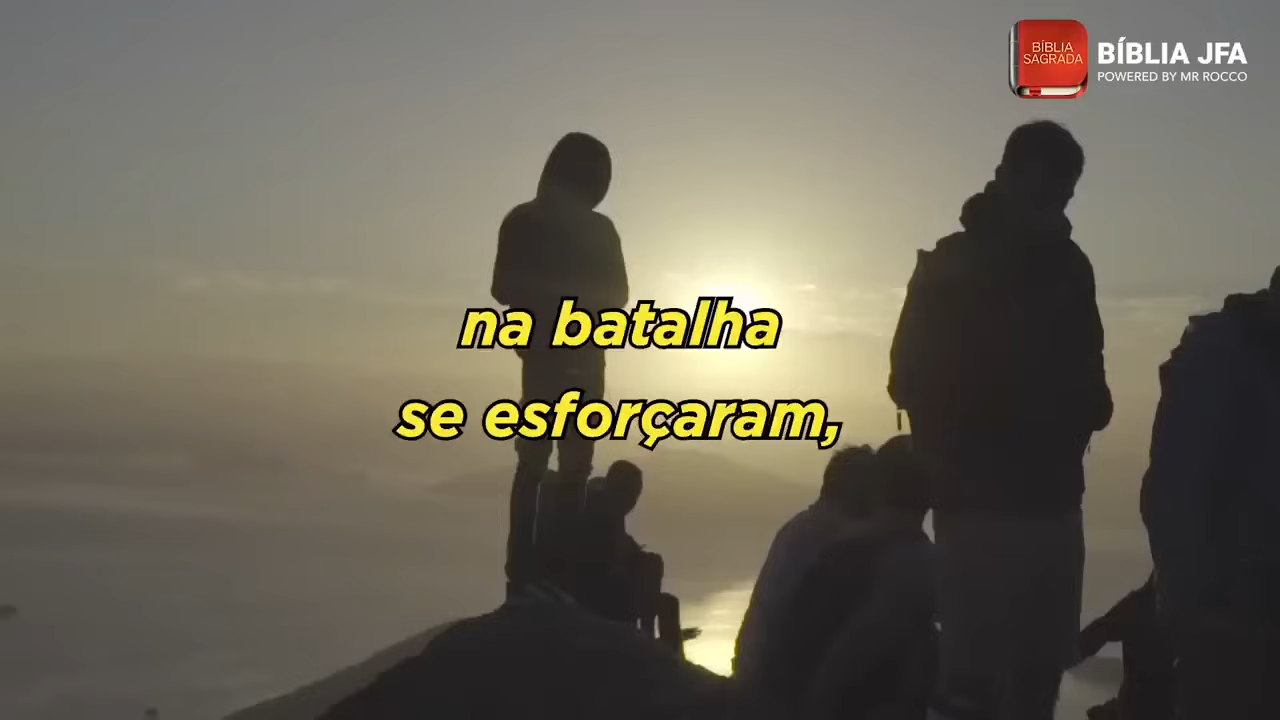 BÍBLIA
SAGRADA
BÍBLIA JFA
POWERED BY MR ROCCO
na batalha
se esforçaram,